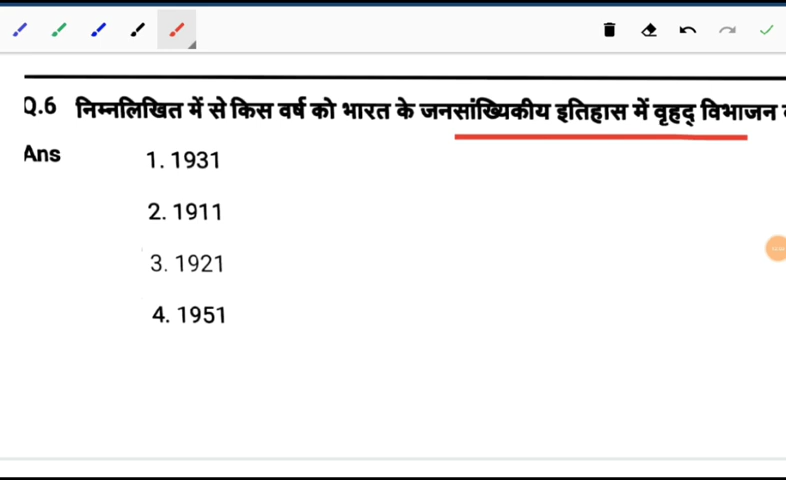 Q.6 निम्नलिखित में से किस वर्ष को भारत के जनसांख्यिकीय इतिहास में वृहद् विभाजन
Ans 1. 1931
2. 1911
3. 1921
4. 1951